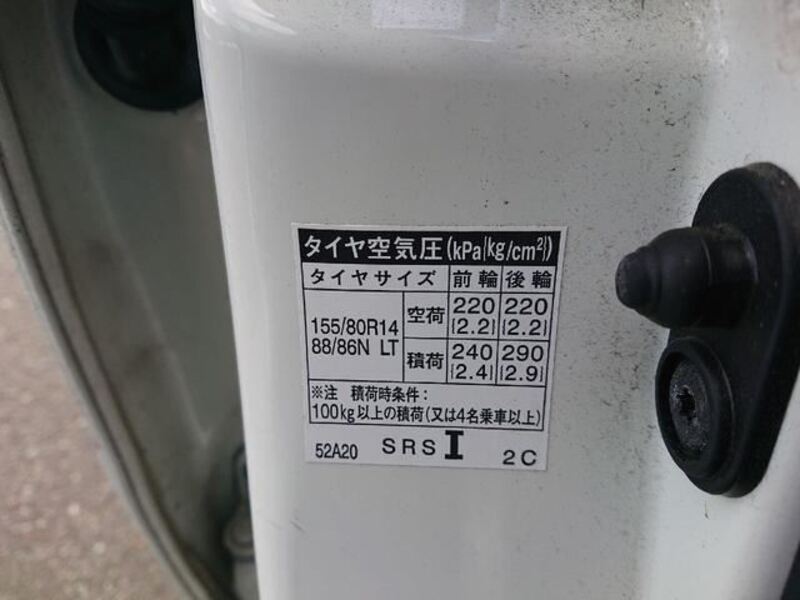 タイヤ空気圧(kPa{kg/cm²})
タイヤサイズ 前輪 後輪
155/80R14 88/86N LT 空荷 220 {2.2} 220 {2.2}
積荷 240 {2.4} 290 {2.9}
※注 積荷時条件:
100kg以上の積荷(又は4名乗車以上)
52A20 SRS I 2C